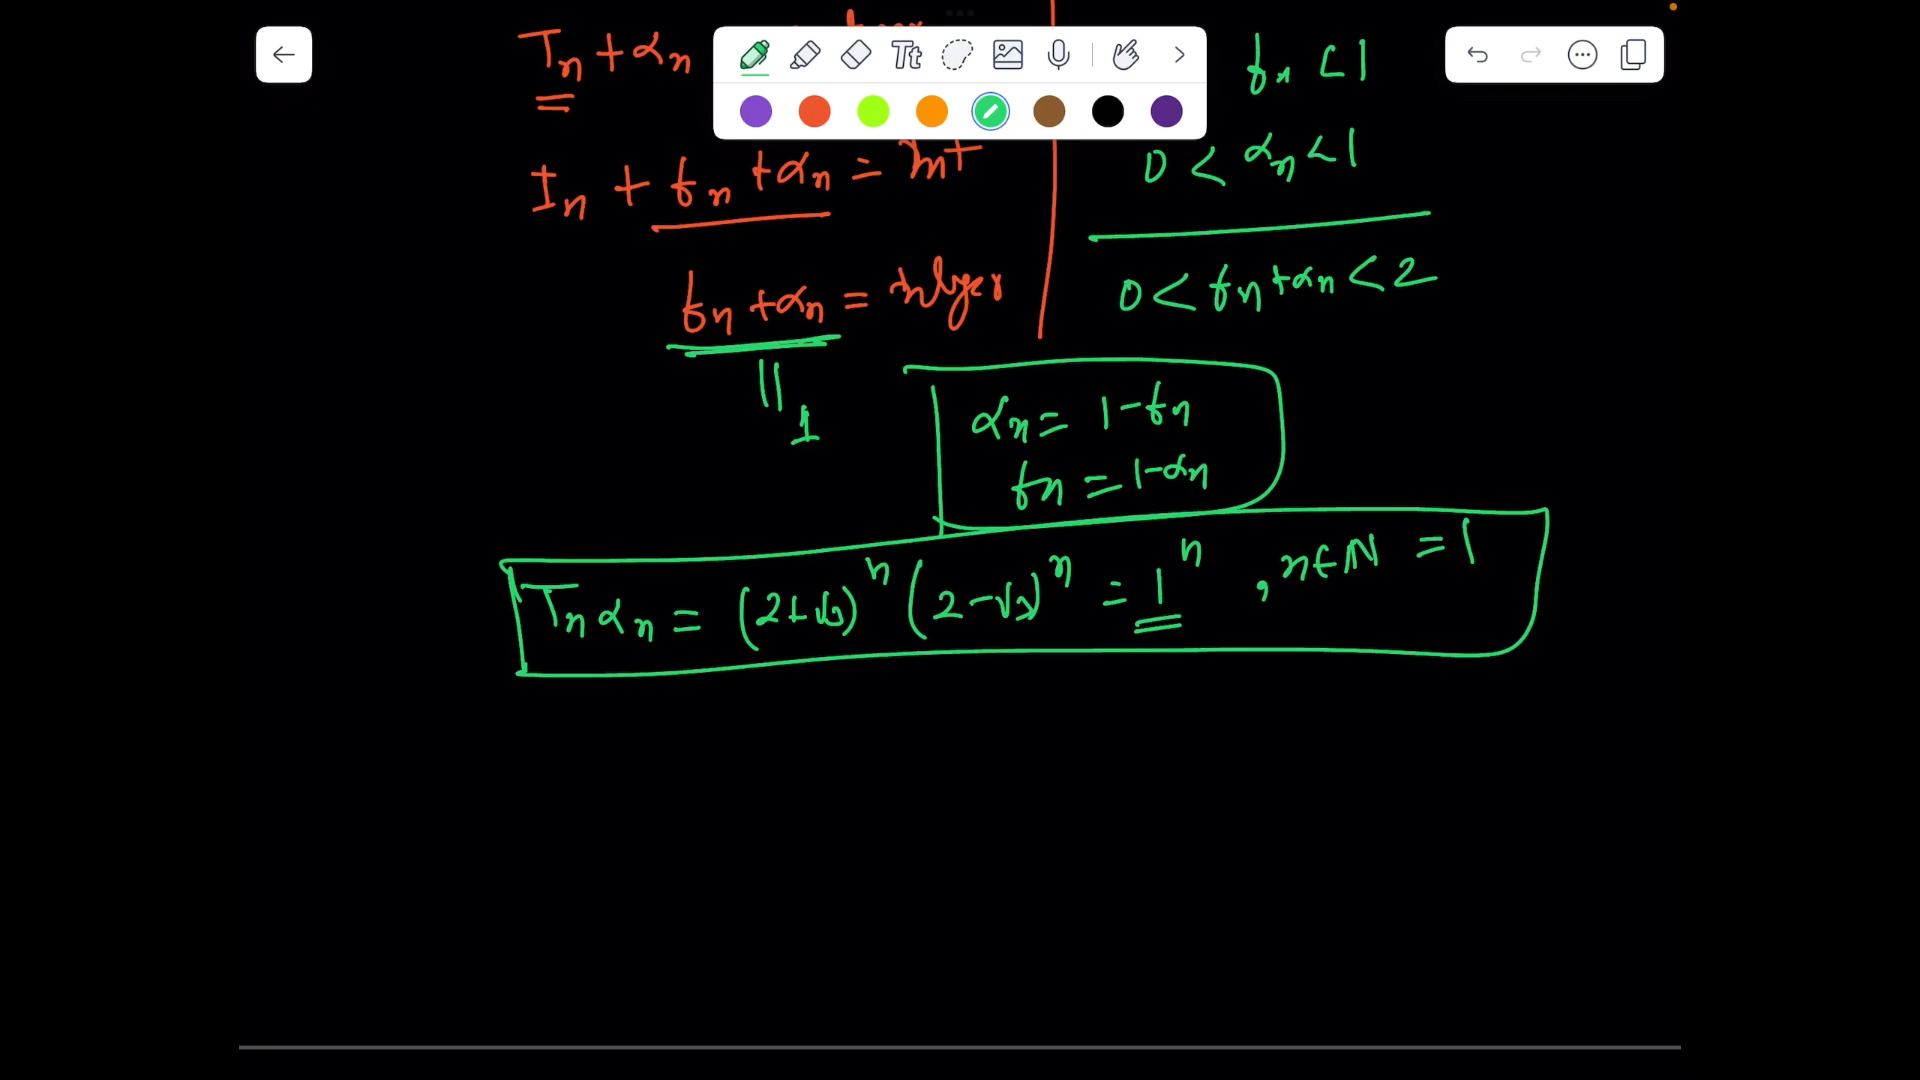 Tₙ + αₙ
Iₙ + fₙ + αₙ = int
fₙ + αₙ = integer
|| 1
Tt
fₙ < 1
0 < αₙ < 1
0 < fₙ + αₙ < 2
αₙ = 1 - fₙ
fₙ = 1 - αₙ
Tₙ αₙ = (2+√3)ⁿ (2-√3)ⁿ = 1ⁿ , n∈N = 1